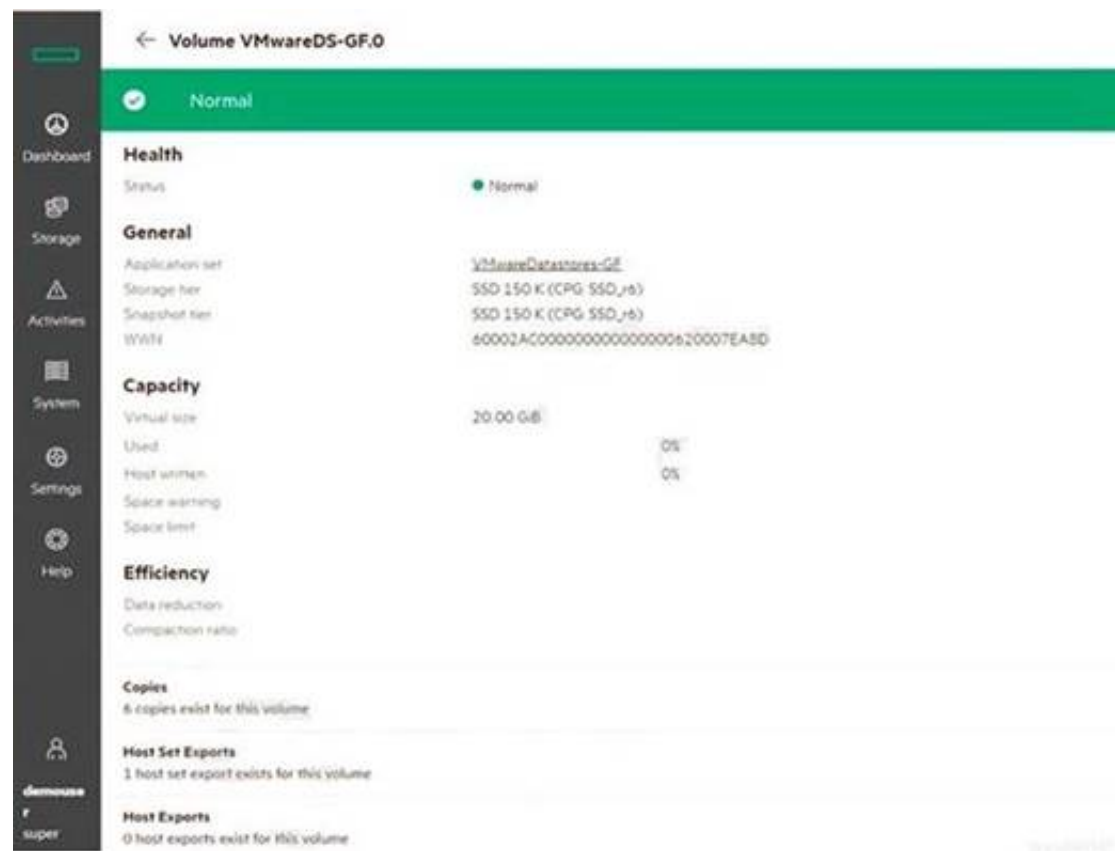 Volume VMwareDS-GF.0
Normal
Dashboard
Storage
Activities
System
Settings
Help
demouse
r
super
Health
Status
Normal
General
Application set VMwareDatastores-GF
Storage tier SSD 150 K (CPG SSD_r6)
Snapshot tier SSD 150 K (CPG SSD_r6)
WWN
Capacity
Virtual size 20.00 GiB
Used 0%
Host written 0%
Space warning
Space limit
Efficiency
Data reduction
Compaction ratio
Copies
6 copies exist for this volume
Host Set Exports
1 host set export exists for this volume
Host Exports
0 host exports exist for this volume